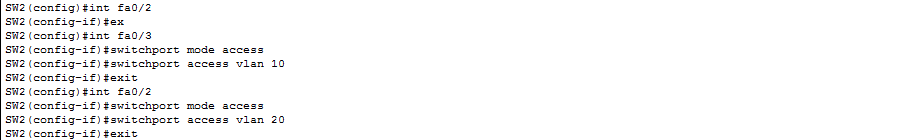 SW2(config)#int fa0/2
SW2(config-if)#ex
SW2(config)#int fa0/3
SW2(config-if)#switchport mode access
SW2(config-if)#switchport access vlan 10
SW2(config-if)#exit
SW2(config)#int fa0/2
SW2(config-if)#switchport mode access
SW2(config-if)#switchport access vlan 20
SW2(config-if)#exit